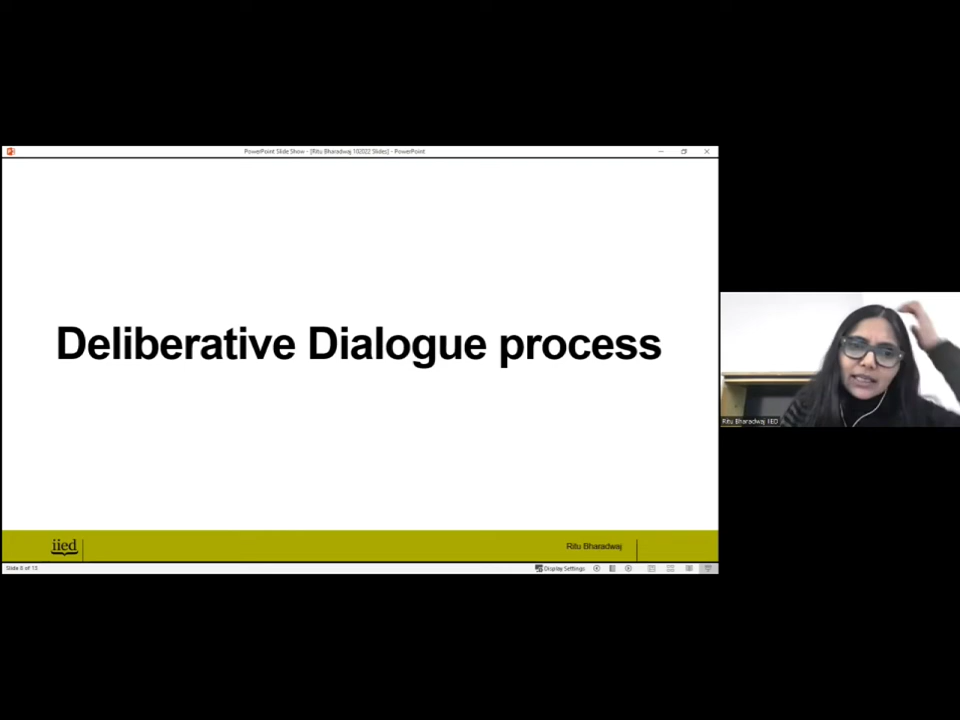 PowerPoint Slide Show - [Ritu Bharadwaj 102022 Slides] - PowerPoint
Deliberative Dialogue process
Ritu Bharadwaj IIED
iied
Ritu Bharadwaj
Slide 8 of 13
Display Settings